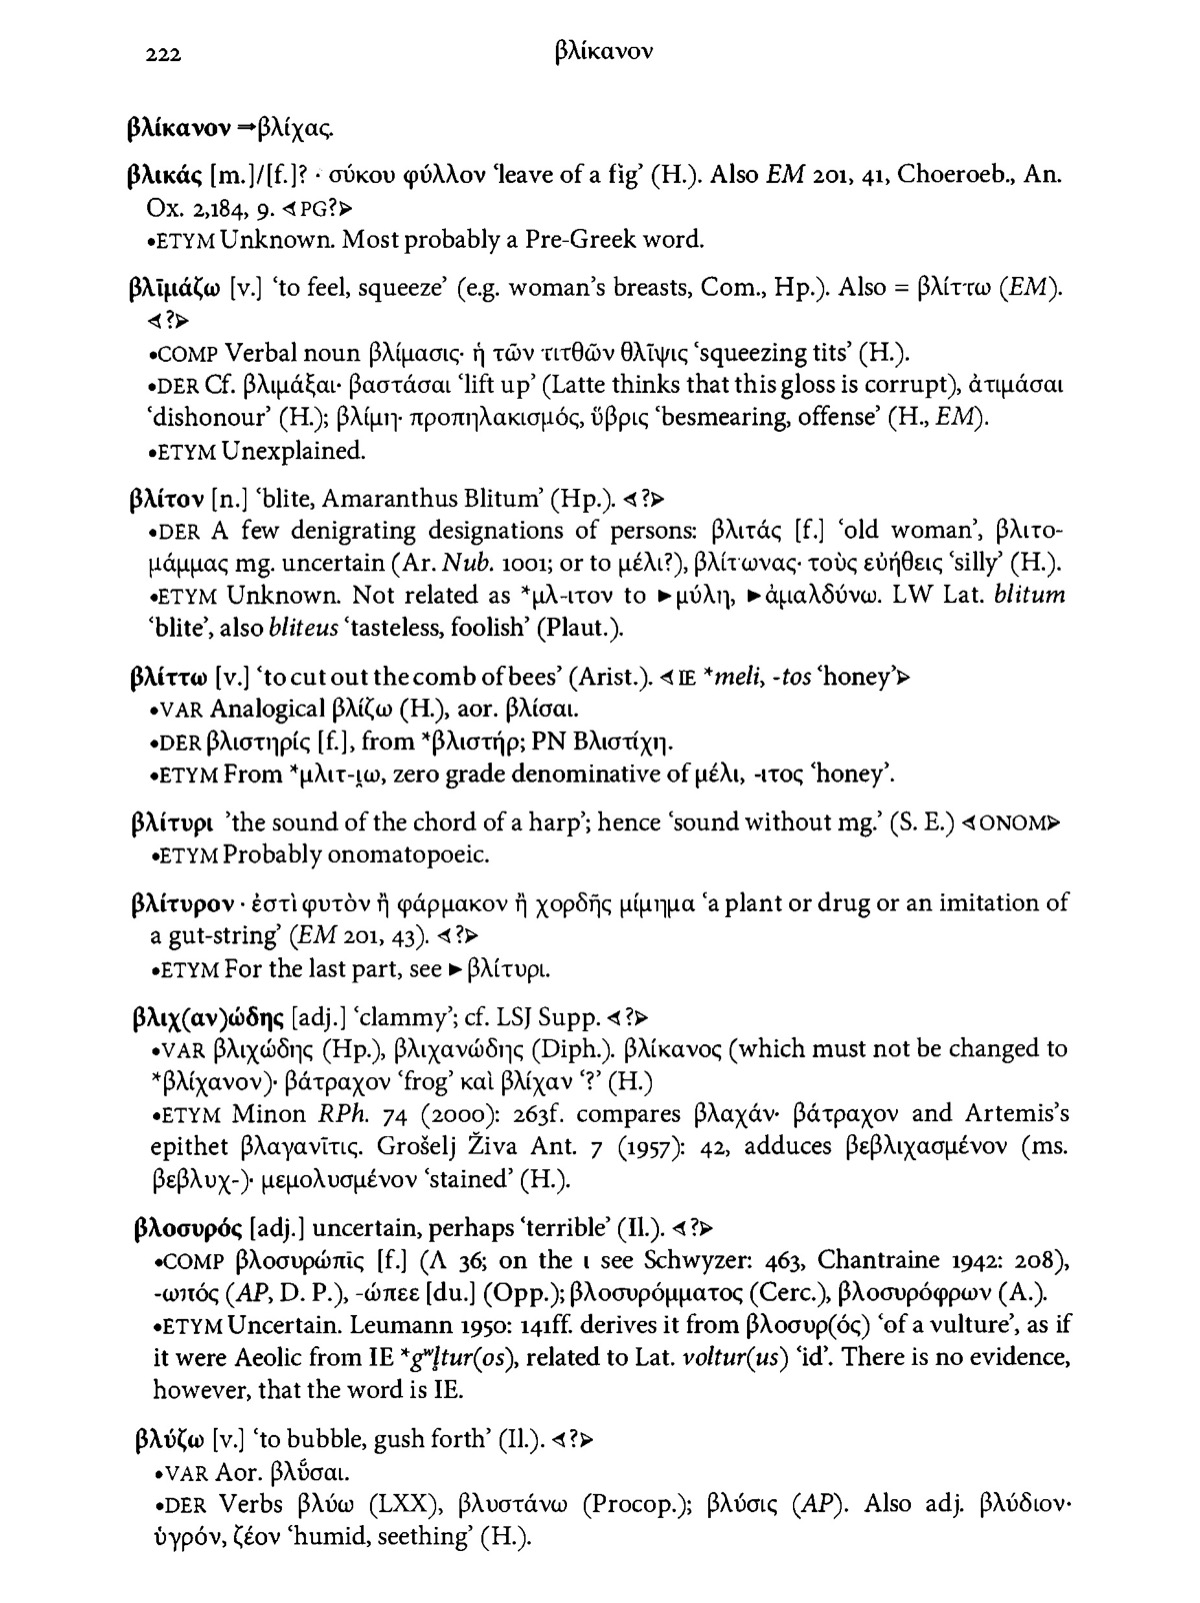 222 βλίκανον
βλίκανον ⇒βλίχας.
βλικάς [m.]/[f.]? · σύκου φύλλον ‘leave of a fig’ (H.). Also EM 201, 41, Choeroeb., An.
Ox. 2,184, 9. ⊲PG?⊳
•ETYM Unknown. Most probably a Pre-Greek word.
βλῑμάζω [v.] ‘to feel, squeeze’ (e.g. woman’s breasts, Com., Hp.). Also = βλίττω (EM).
⊲?⊳
•COMP Verbal noun βλίμασις· ἡ τῶν τιτθῶν θλῖψις ‘squeezing tits’ (H.).
•DER Cf. βλιμάξαι· βαστάσαι ‘lift up’ (Latte thinks that this gloss is corrupt), ἀτιμάσαι
‘dishonour’ (H.); βλίμη· προπηλακισμός, ὕβρις ‘besmearing, offense’ (H., EM).
•ETYM Unexplained.
βλίτον [n.] ‘blite, Amaranthus Blitum’ (Hp.). ⊲?⊳
•DER A few denigrating designations of persons: βλιτάς [f.] ‘old woman’, βλιτο-
μάμμας mg. uncertain (Ar. Nub. 1001; or to μέλι?), βλίτωνας· τοὺς εὐήθεις ‘silly’ (H.).
•ETYM Unknown. Not related as *μλ-ιτον to ►μύλη, ►ἀμαλδύνω. LW Lat. blitum
‘blite’, also bliteus ‘tasteless, foolish’ (Plaut.).
βλίττω [v.] ‘to cut out the comb of bees’ (Arist.). ⊲IE *meli, -tos ‘honey’⊳
•VAR Analogical βλίζω (H.), aor. βλίσαι.
•DER βλιστηρίς [f.], from *βλιστήρ; PN Βλιστίχη.
•ETYM From *μλιτ-ι̯ω, zero grade denominative of μέλι, -ιτος ‘honey’.
βλίτυρι ’the sound of the chord of a harp’; hence ‘sound without mg.’ (S. E.) ⊲ONOM⊳
•ETYM Probably onomatopoeic.
βλίτυρον · ἐστὶ φυτὸν ἢ φάρμακον ἢ χορδῆς μίμημα ‘a plant or drug or an imitation of
a gut-string’ (EM 201, 43). ⊲?⊳
•ETYM For the last part, see ►βλίτυρι.
βλιχ(αν)ώδης [adj.] ‘clammy’; cf. LSJ Supp. ⊲?⊳
•VAR βλιχώδης (Hp.), βλιχανώδης (Diph.). βλίκανος (which must not be changed to
*βλίχανον)· βάτραχον ‘frog’ καὶ βλίχαν ‘?’ (H.)
•ETYM Minon RPh. 74 (2000): 263f. compares βλαχάν· βάτραχον and Artemis’s
epithet βλαγανῖτις. Grošelj Živa Ant. 7 (1957): 42, adduces βεβλιχασμένον (ms.
βεβλυχ-)· μεμολυσμένον ‘stained’ (H.).
βλοσυρός [adj.] uncertain, perhaps ‘terrible’ (Il.). ⊲?⊳
•COMP βλοσυρώπῑς [f.] (Λ 36; on the ι see Schwyzer: 463, Chantraine 1942: 208),
-ωπός (AP, D. P.), -ώπεε [du.] (Opp.); βλοσυρόμματος (Cerc.), βλοσυρόφρων (A.).
•ETYM Uncertain. Leumann 1950: 141ff. derives it from βλοσυρ(ός) ‘of a vulture’, as if
it were Aeolic from IE *gʷl̥tur(os), related to Lat. voltur(us) ‘id’. There is no evidence,
however, that the word is IE.
βλύζω [v.] ‘to bubble, gush forth’ (Il.). ⊲?⊳
•VAR Aor. βλῠ́σαι.
•DER Verbs βλύω (LXX), βλυστάνω (Procop.); βλύσις (AP). Also adj. βλύδιον·
ὑγρόν, ζέον ‘humid, seething’ (H.).